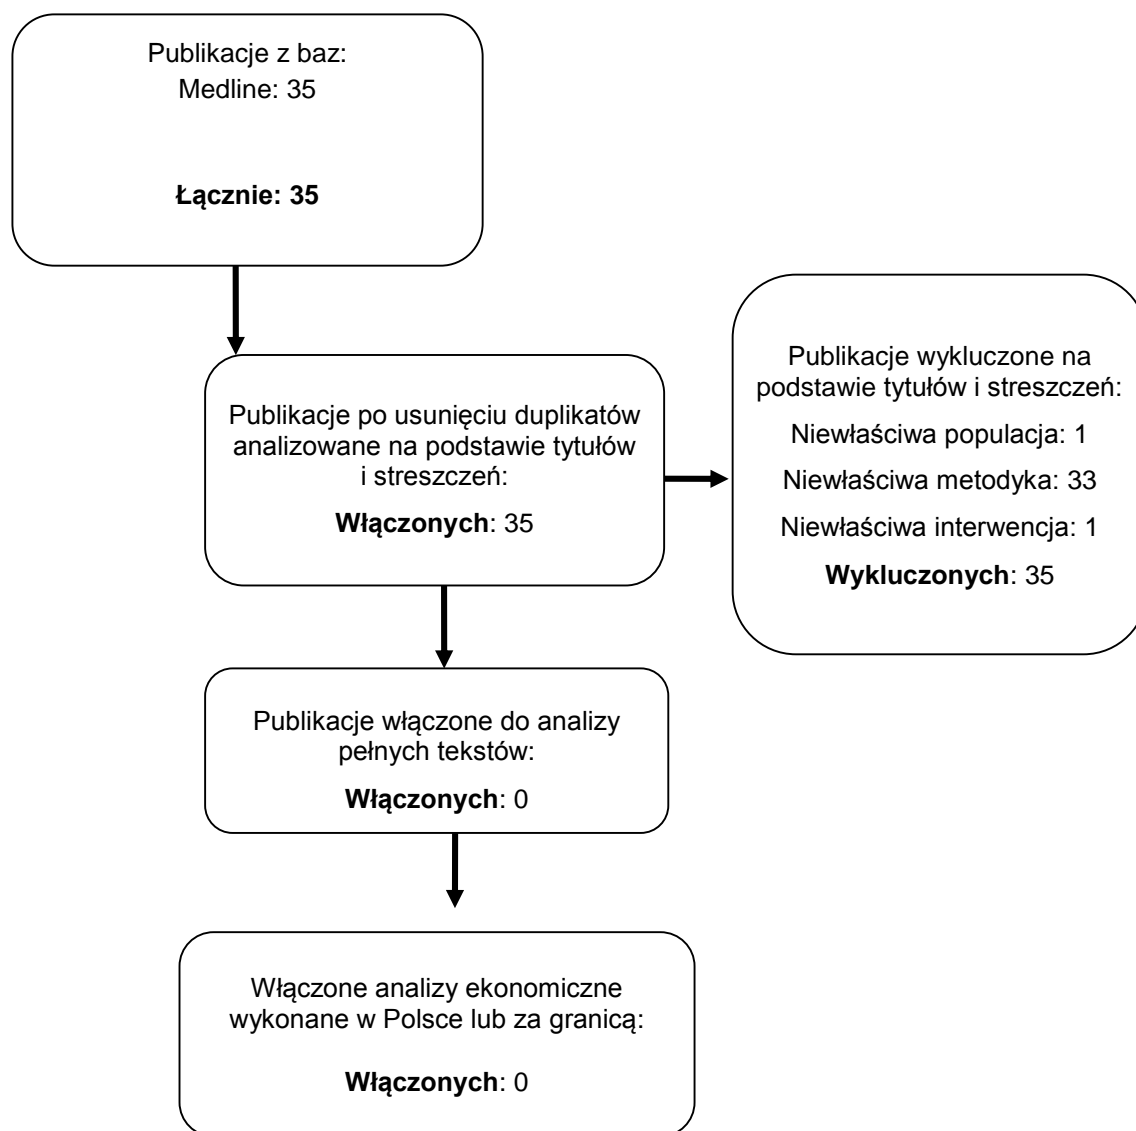 Publikacje z baz:
Medline: 35
Łącznie: 35
Publikacje po usunięciu duplikatów
analizowane na podstawie tytułów
i streszczeń:
Włączonych: 35
Publikacje wykluczone na
podstawie tytułów i streszczeń:
Niewłaściwa populacja: 1
Niewłaściwa metodyka: 33
Niewłaściwa interwencja: 1
Wykluczonych: 35
Publikacje włączone do analizy
pełnych tekstów:
Włączonych: 0
Włączone analizy ekonomiczne
wykonane w Polsce lub za granicą:
Włączonych: 0